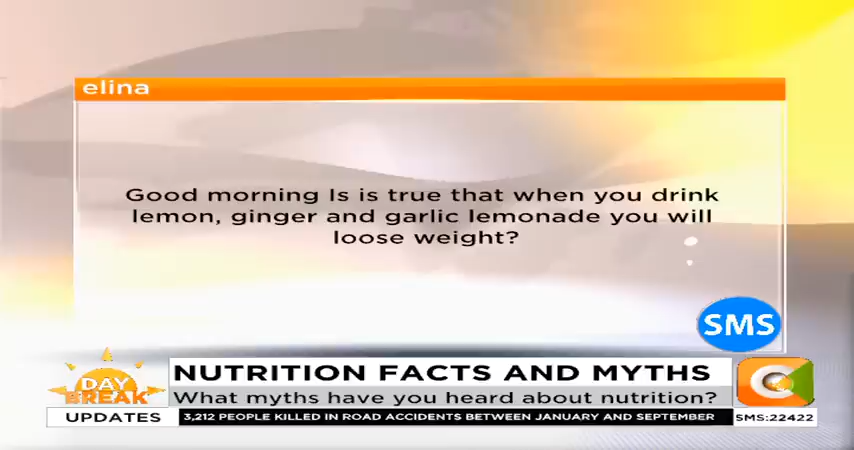 elina
Good morning Is is true that when you drink
lemon, ginger and garlic lemonade you will
loose weight?
SMS
DAY
BREAK
NUTRITION FACTS AND MYTHS
What myths have you heard about nutrition?
UPDATES
3,212 PEOPLE KILLED IN ROAD ACCIDENTS BETWEEN JANUARY AND SEPTEMBER
SMS:22422